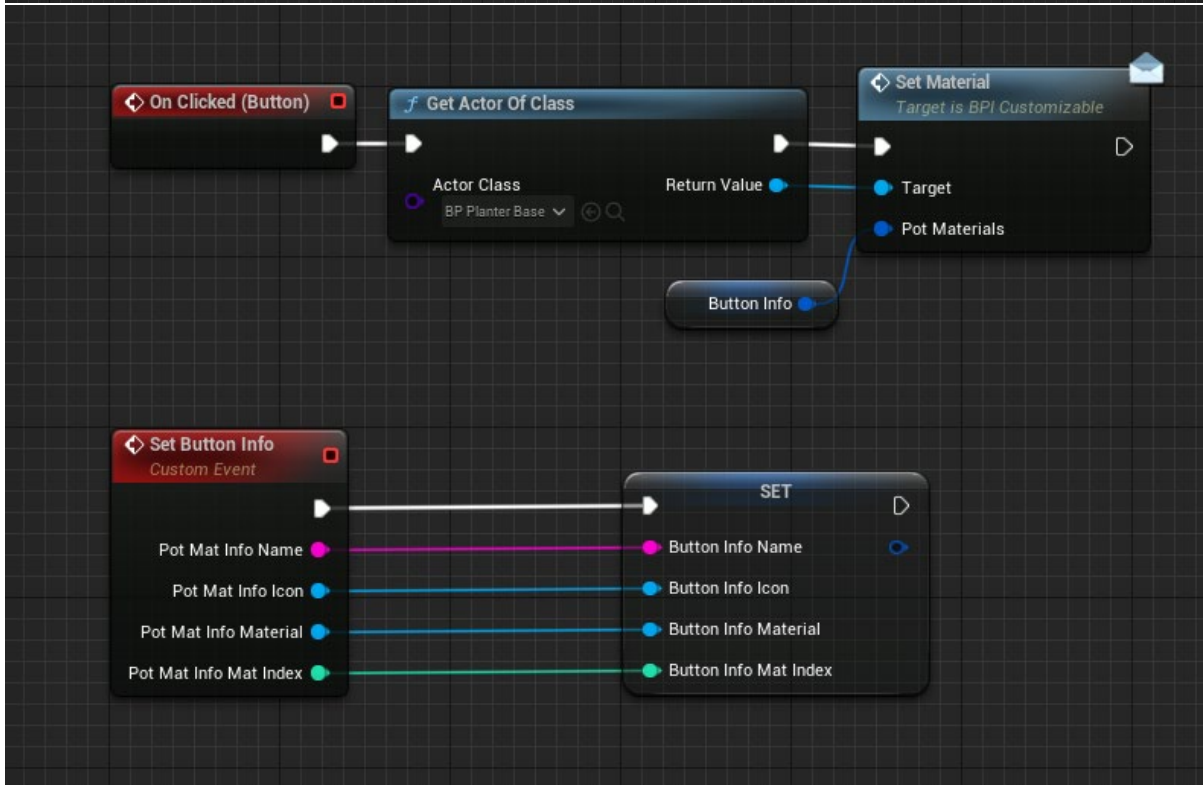 On Clicked (Button)
f Get Actor Of Class
Actor Class
BP Planter Base
Return Value
Set Material
Target is BPI Customizable
Target
Pot Materials
Button Info
Set Button Info
Custom Event
Pot Mat Info Name
Pot Mat Info Icon
Pot Mat Info Material
Pot Mat Info Mat Index
SET
Button Info Name
Button Info Icon
Button Info Material
Button Info Mat Index